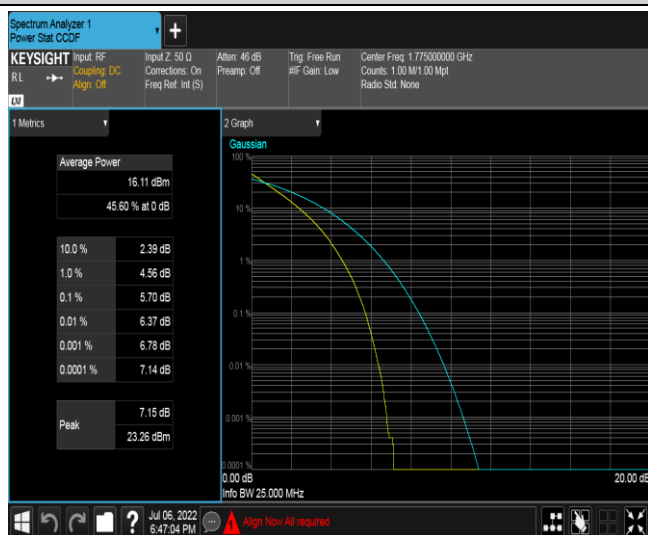 Spectrum Analyzer 1
Power Stat CCDF
+
KEYSIGHT
R L
LXI
Input: RF
Coupling: DC
Align: Off
Input Z: 50 Ω
Corrections: On
Freq Ref: Int (S)
Atten: 46 dB
Preamp: Off
Trig: Free Run
#IF Gain: Low
Center Freq: 1.775000000 GHz
Counts: 1.00 M/1.00 Mpt
Radio Std: None
1 Metrics
Average Power
16.11 dBm
45.60 % at 0 dB
10.0 % 2.39 dB
1.0 % 4.56 dB
0.1 % 5.70 dB
0.01 % 6.37 dB
0.001 % 6.78 dB
0.0001 % 7.14 dB
Peak
7.15 dB
23.26 dBm
2 Graph
Gaussian
100 %
10 %
1 %
0.1 %
0.01 %
0.001 %
0.0001 %
0.00 dB 20.00 dB
Info BW 25.000 MHz
?
Jul 06, 2022
6:47:04 PM
Align Now All required